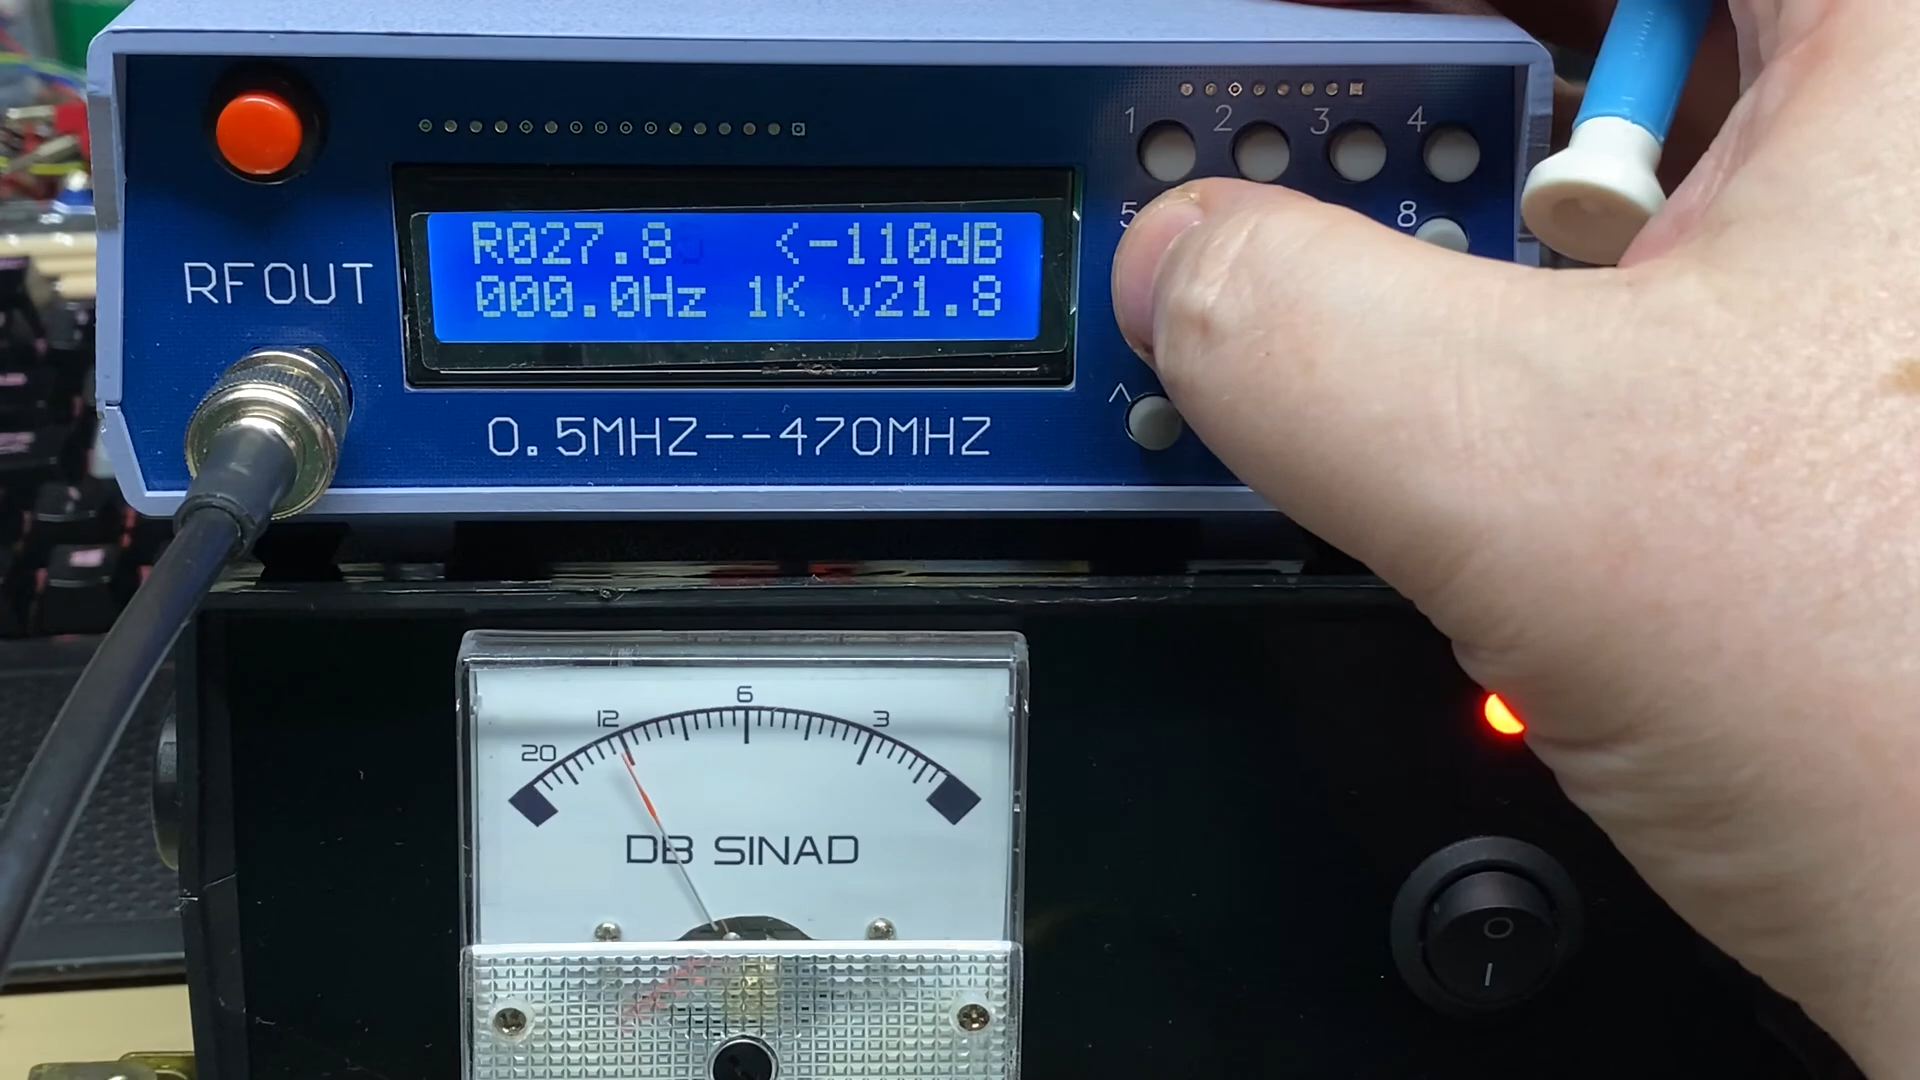 1 2 3 4
5 8
R027.8 <-110dB
000.0Hz 1K v21.8
RFOUT
^
0.5MHZ--470MHZ
20 12 6 3
DB SINAD
O
I